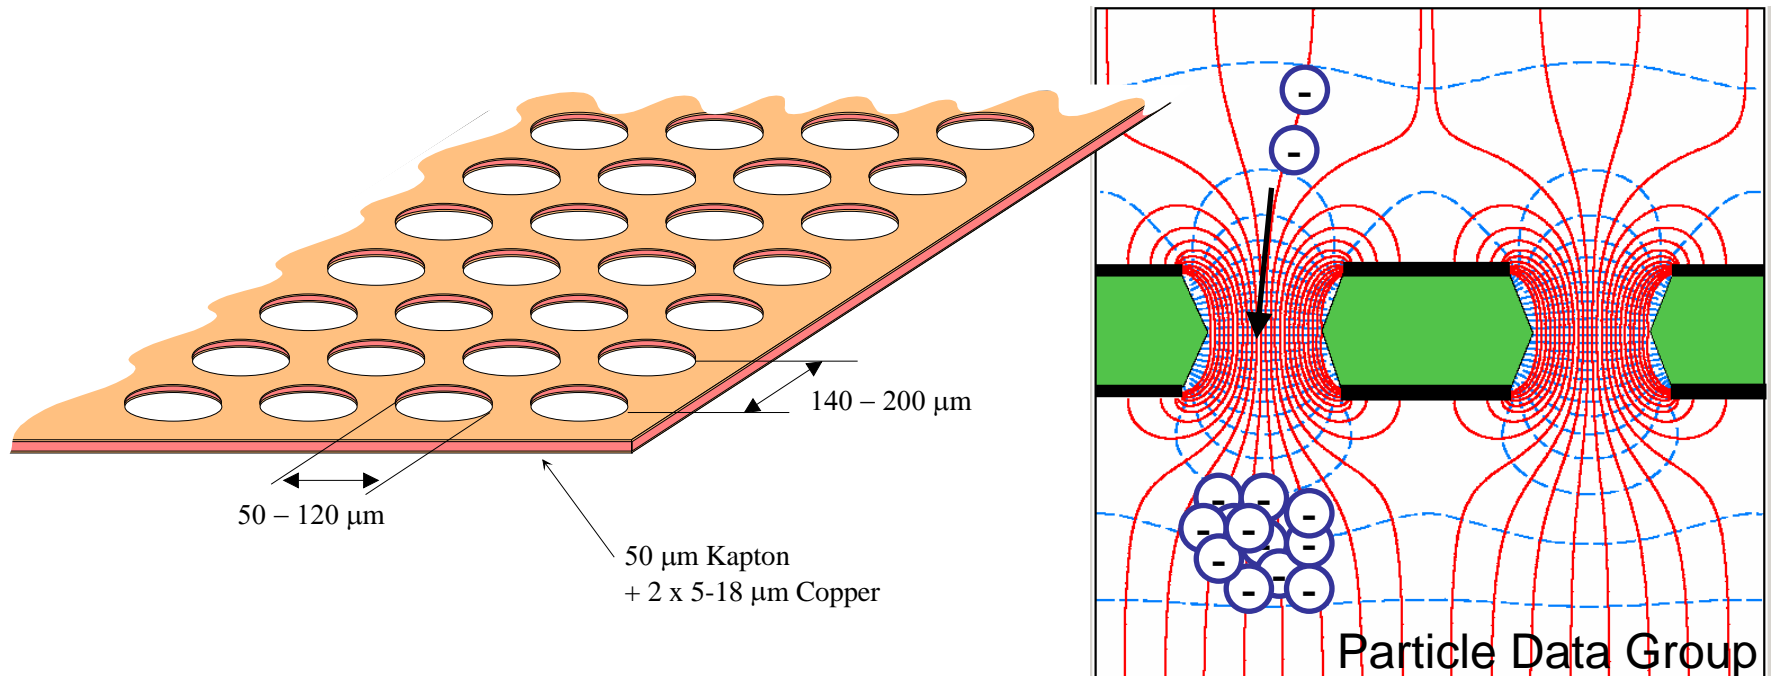 140 – 200 μm
50 – 120 μm
50 μm Kapton
+ 2 x 5-18 μm Copper
-
-
-
-
-
-
-
-
-
-
-
-
-
Particle Data Group